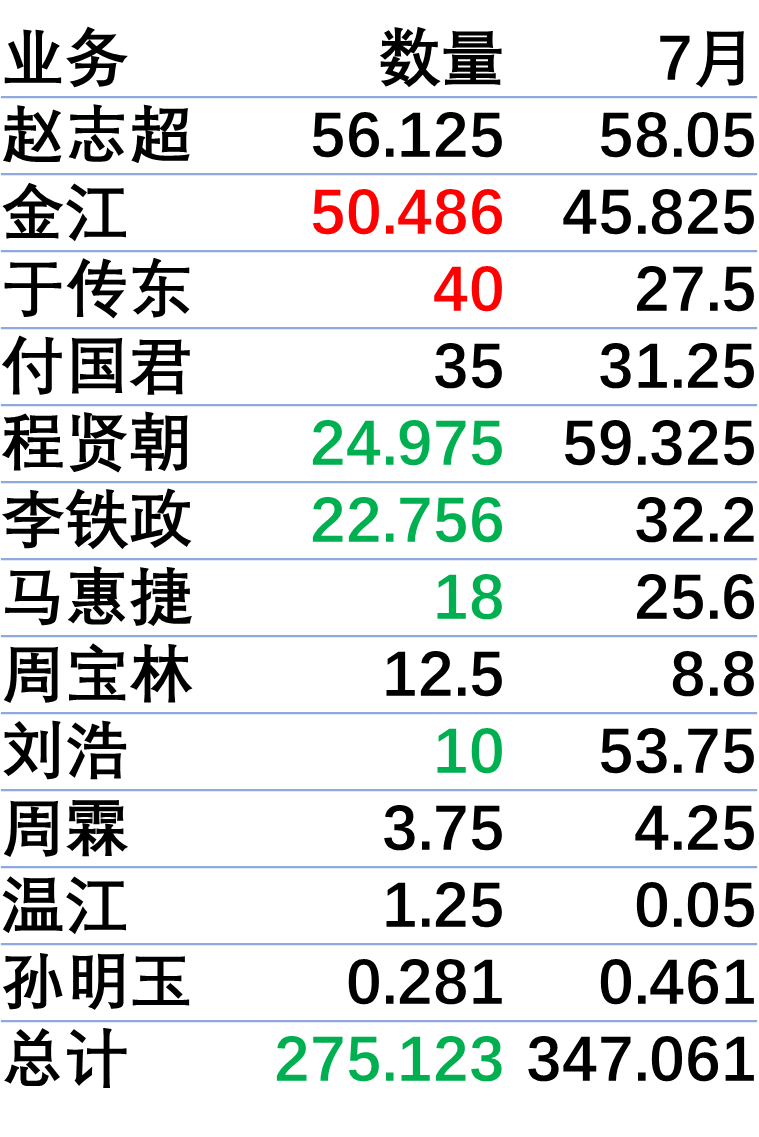 业务 数量 7月
赵志超 56.125 58.05
金江 50.486 45.825
于传东 40 27.5
付国君 35 31.25
程贤朝 24.975 59.325
李铁政 22.756 32.2
马惠捷 18 25.6
周宝林 12.5 8.8
刘浩 10 53.75
周霖 3.75 4.25
温江 1.25 0.05
孙明玉 0.281 0.461
总计 275.123 347.061